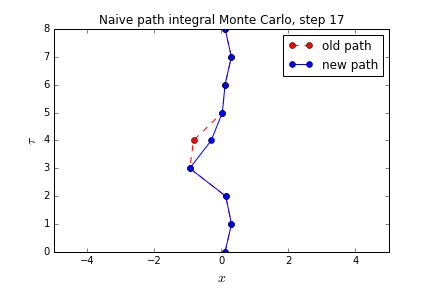 Naive path integral Monte Carlo, step 17
old path
new path
8
7
6
5
4
3
2
1
0
τ
−4 −2 0 2 4
x